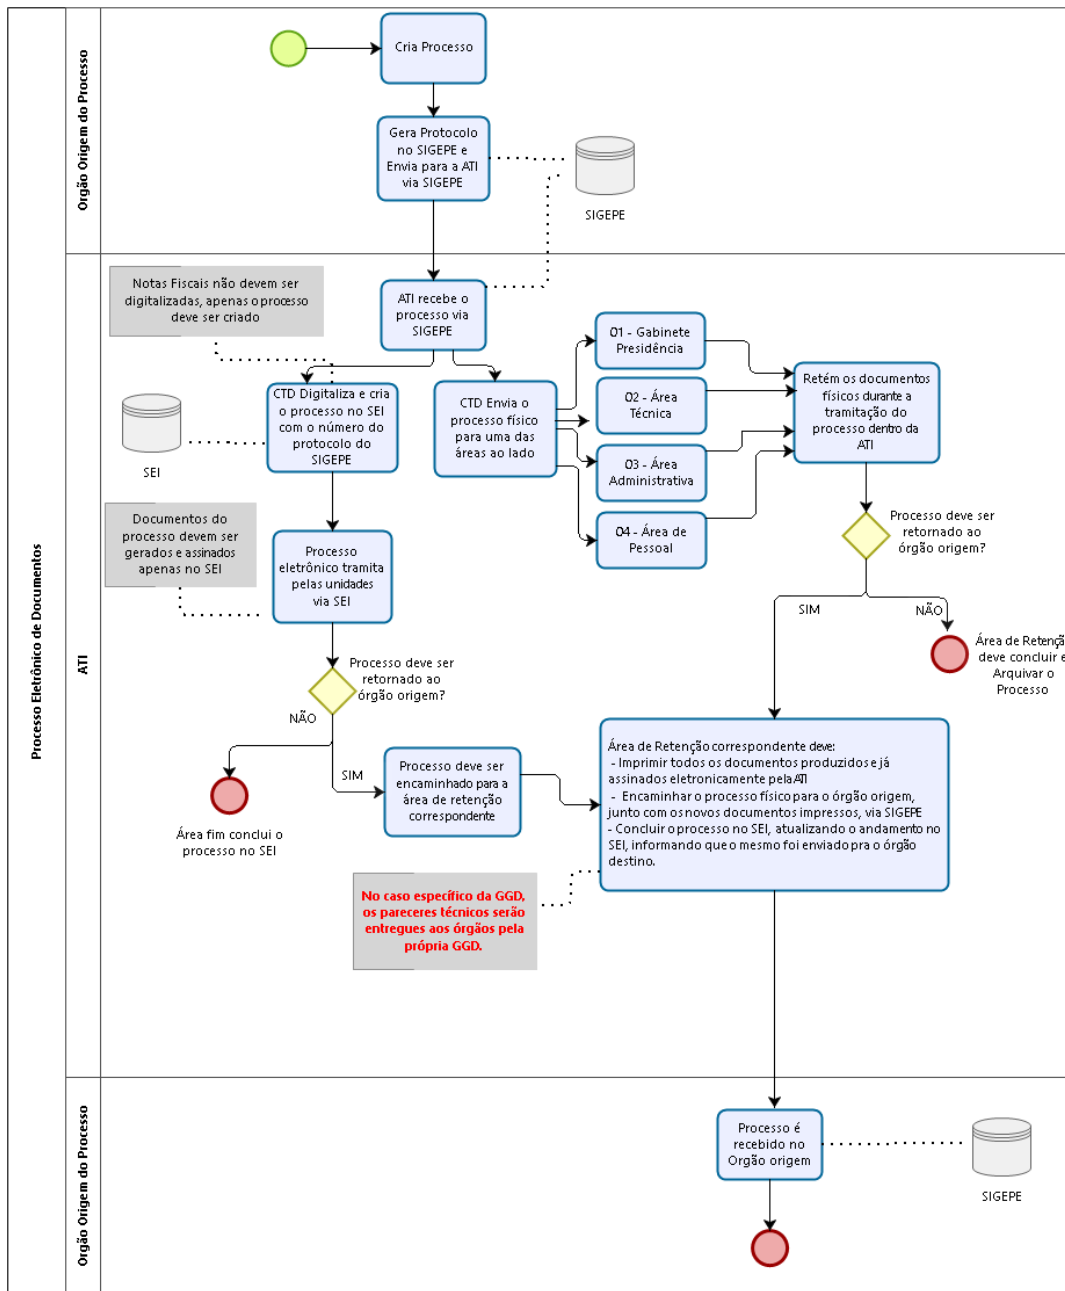 Processo Eletrônico de Documentos
Orgão Origem do Processo
Cria Processo
Gera Protocolo
no SIGEPE e
Envia para a ATI
via SIGEPE
SIGEPE
ATI
Notas Fiscais não devem ser
digitalizadas, apenas o processo
deve ser criado
ATI recebe o
processo via
SIGEPE
SEI
CTD Digitaliza e cria
o processo no SEI
com o número do
protocolo do
SIGEPE
CTD Envia o
processo físico
para uma das
áreas ao lado
01 - Gabinete
Presidência
02 - Área
Técnica
03 - Área
Administrativa
04 - Área de
Pessoal
Retém os documentos
físicos durante a
tramitação do
processo dentro da
ATI
Documentos do
processo devem ser
gerados e assinados
apenas no SEI
Processo
eletrônico tramita
pelas unidades
via SEI
Processo deve ser
retornado ao
órgão origem?
SIM
NÃO
Área de Retençã
deve concluir e
Arquivar o
Processo
Processo deve ser
retornado ao
órgão origem?
NÃO
SIM
Área fim conclui o
processo no SEI
Processo deve ser
encaminhado para a
área de retenção
correspondente
Área de Retenção correspondente deve:
- Imprimir todos os documentos produzidos e já
assinados eletronicamente pela ATI
- Encaminhar o processo físico para o órgão origem,
junto com os novos documentos impressos, via SIGEPE
- Concluir o processo no SEI, atualizando o andamento no
SEI, informando que o mesmo foi enviado pra o órgão
destino.
No caso específico da GGD,
os pareceres técnicos serão
entregues aos órgãos pela
própria GGD.
Orgão Origem do Processo
Processo é
recebido no
Orgão origem
SIGEPE